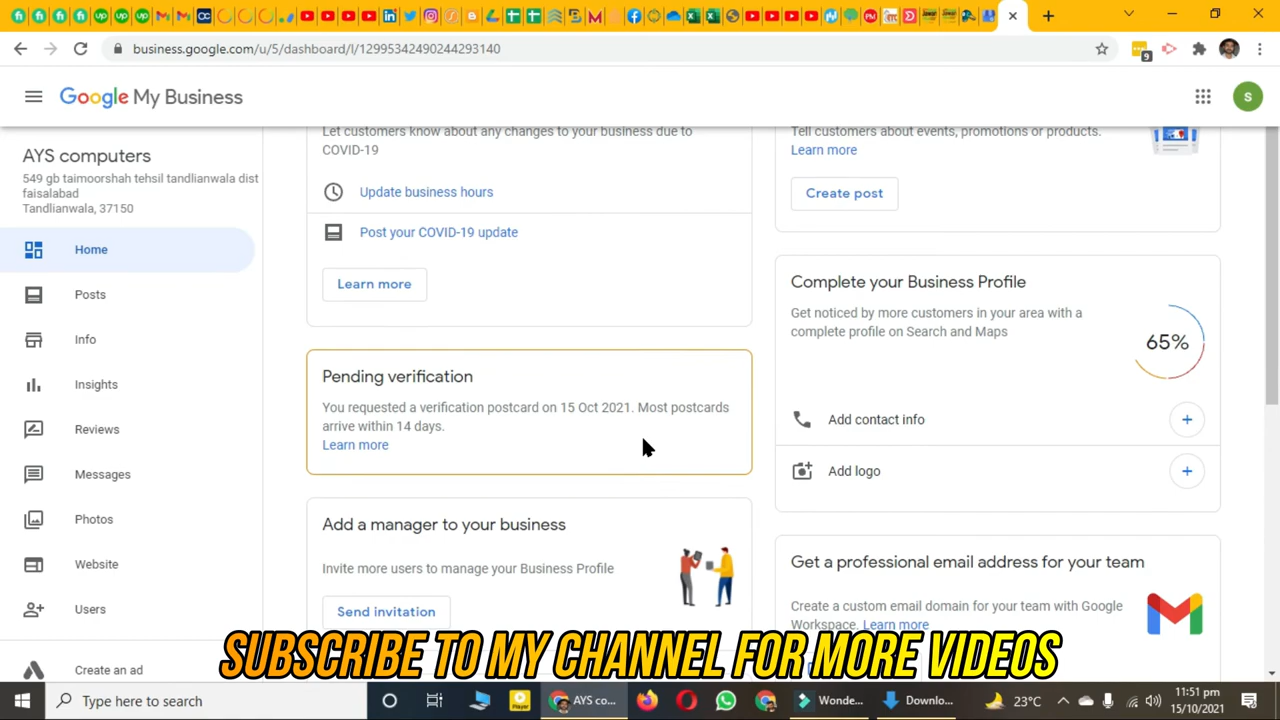 9
business.google.com/u/5/dashboard/l/12995342490244293140
Google My Business
S
AYS computers
549 gb taimoorshah tehsil tandlianwala dist
faisalabad
Tandlianwala, 37150
Home
Posts
Info
Insights
Reviews
Messages
Photos
Website
Users
Create an ad
Let customers know about any changes to your business due to
COVID-19
Update business hours
Post your COVID-19 update
Learn more
Pending verification
You requested a verification postcard on 15 Oct 2021. Most postcards
arrive within 14 days.
Learn more
Add a manager to your business
Invite more users to manage your Business Profile
Send invitation
Tell customers about events, promotions or products.
Learn more
Create post
Complete your Business Profile
Get noticed by more customers in your area with a
complete profile on Search and Maps
65%
Add contact info
Add logo
Get a professional email address for your team
Create a custom email domain for your team with Google
Workspace. Learn more
SUBSCRIBE TO MY CHANNEL FOR MORE VIDEOS
Type here to search
AYS co...
Wonde...
Downlo...
23°C
11:51 pm
15/10/2021